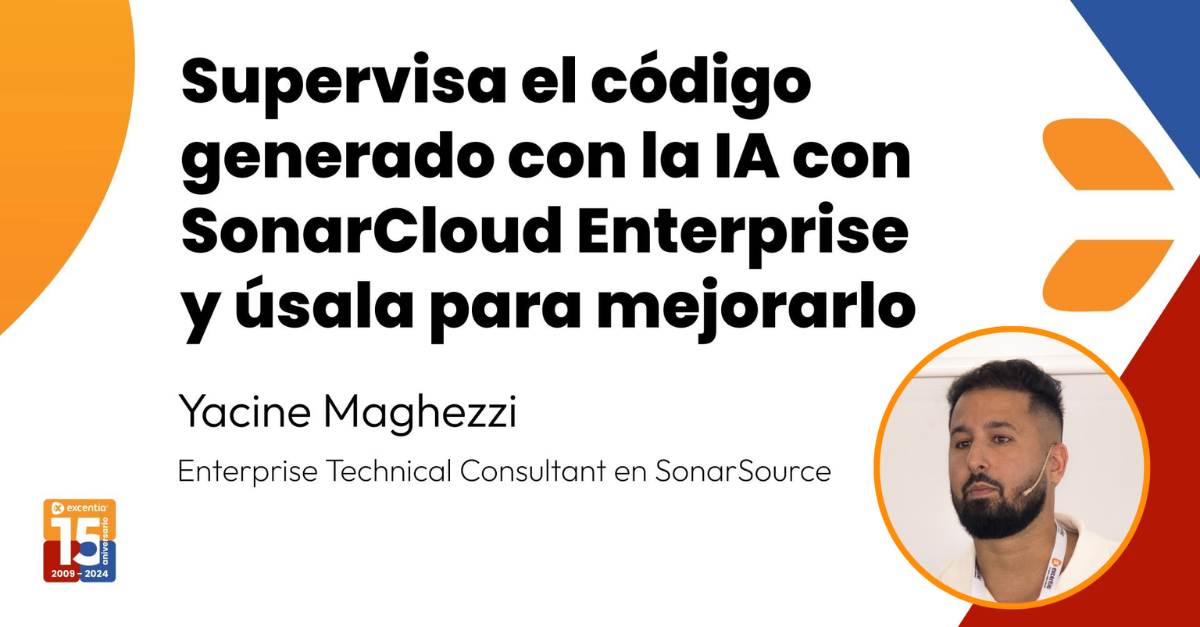 Supervisa el código
generado con la IA con
SonarCloud Enterprise
y úsala para mejorarlo
Yacine Maghezzi
Enterprise Technical Consultant en SonarSource
excentia
15
aniversario
2009 - 2024
excentia